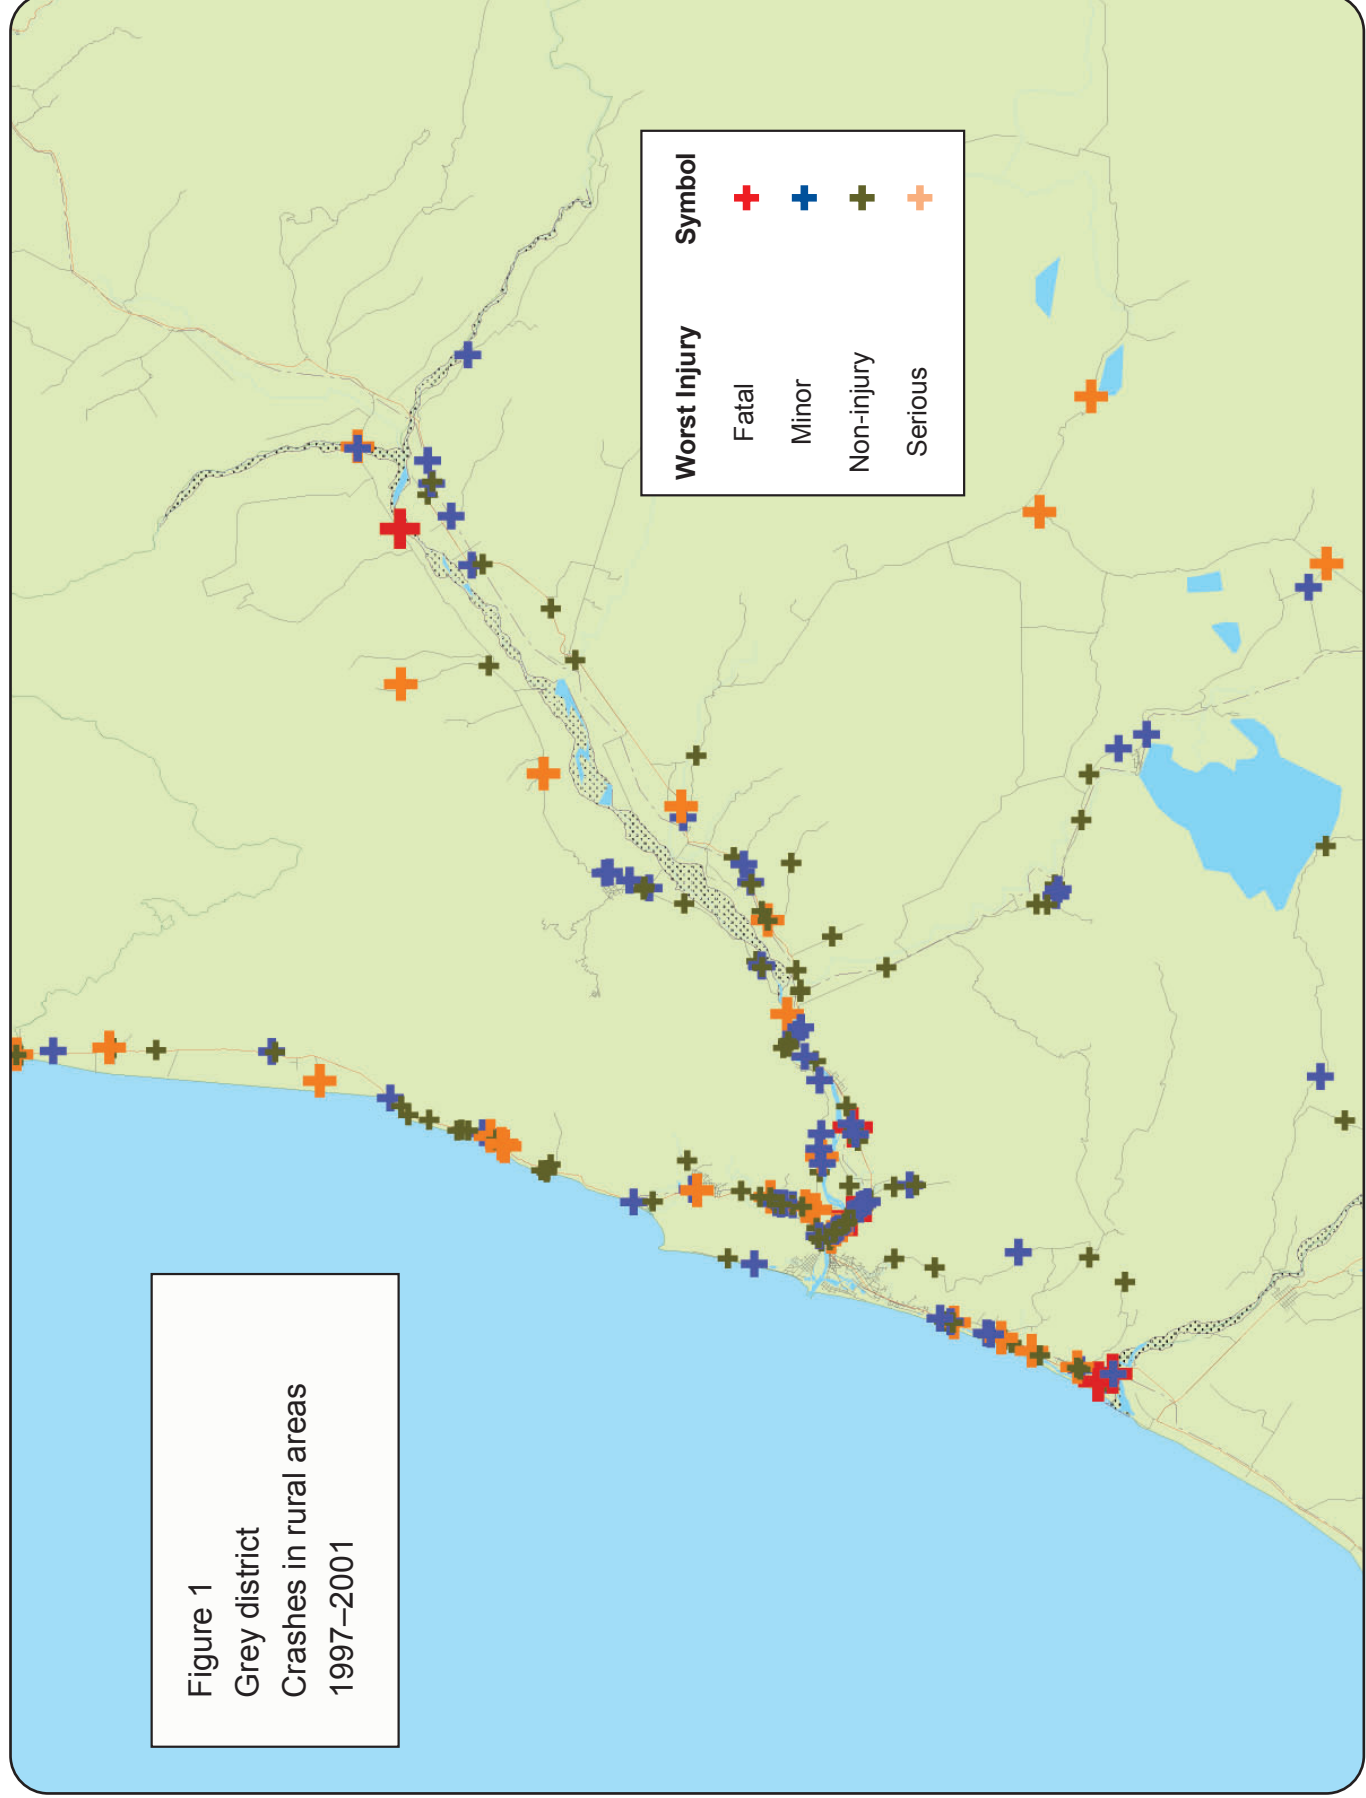 Figure 1
Grey district
Crashes in rural areas
1997–2001
Worst Injury Symbol
Fatal
Minor
Non-injury
Serious